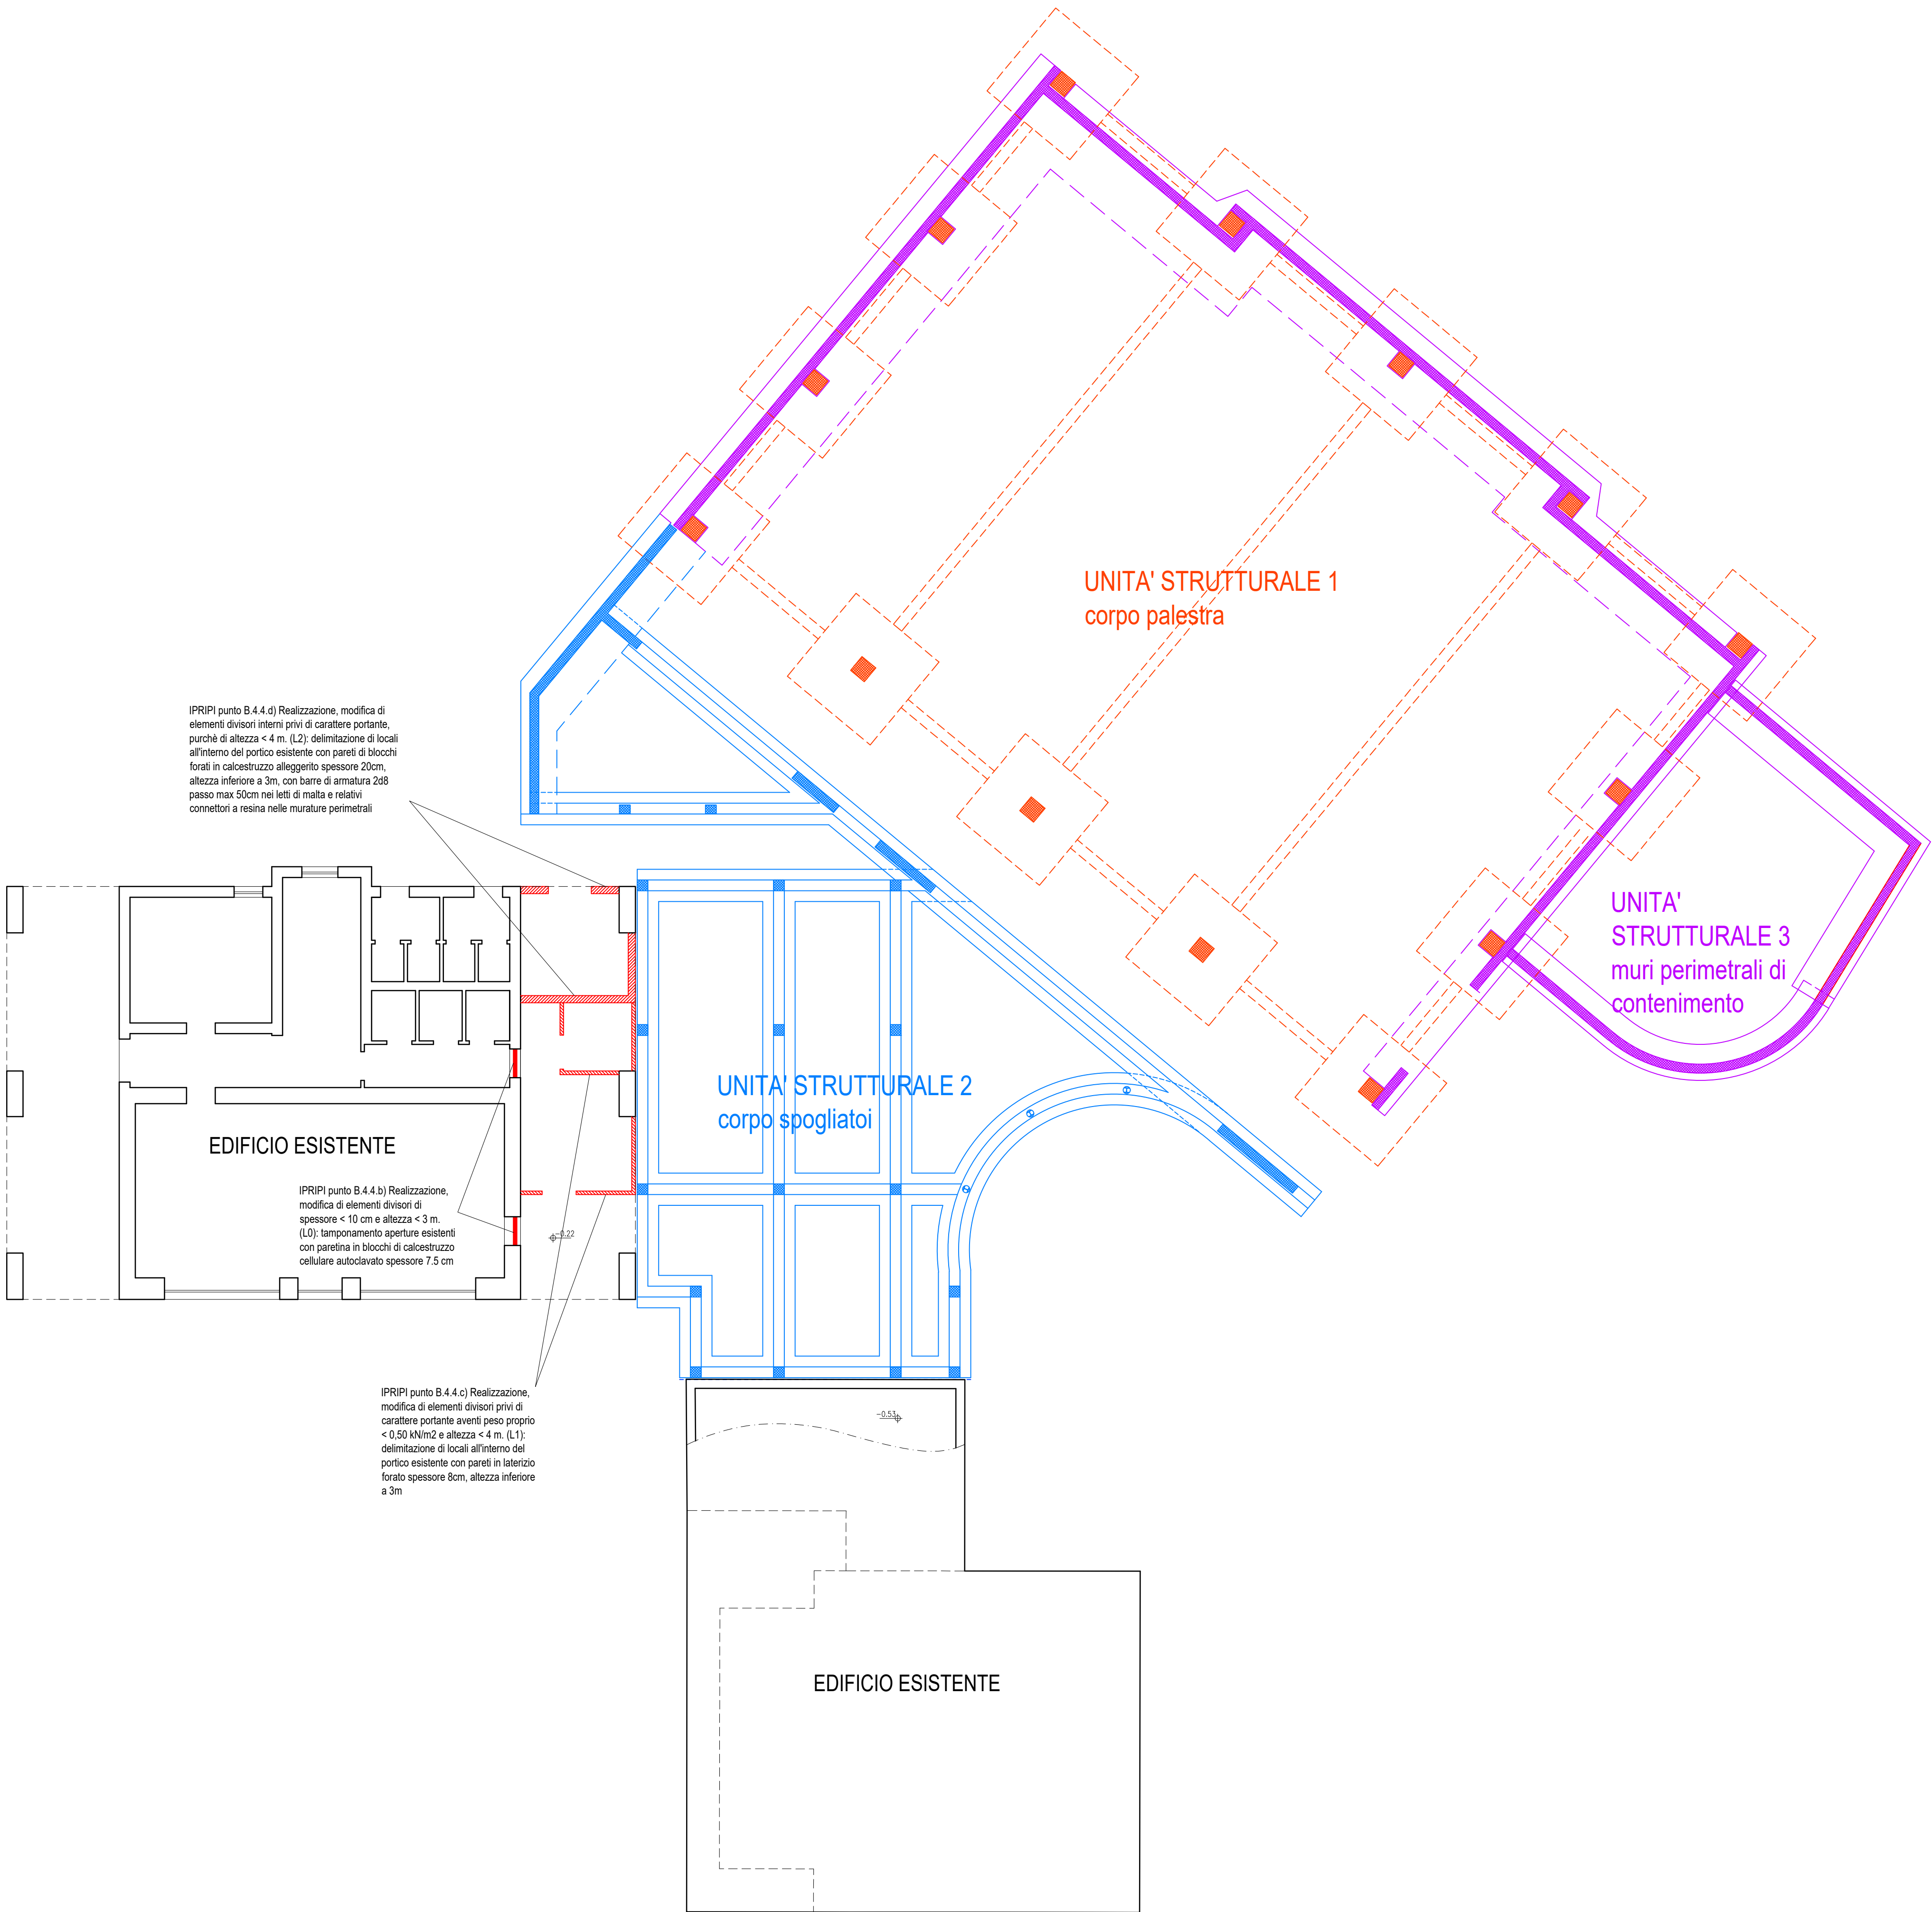 UNITA' STRUTTURALE 1
corpo palestra
IPRIPI punto B.4.4.d) Realizzazione, modifica di
elementi divisori interni privi di carattere portante,
purchè di altezza < 4 m. (L2): delimitazione di locali
all'interno del portico esistente con pareti di blocchi
forati in calcestruzzo alleggerito spessore 20cm,
altezza inferiore a 3m, con barre di armatura 2d8
passo max 50cm nei letti di malta e relativi
connettori a resina nelle murature perimetrali
UNITA'
STRUTTURALE 3
muri perimetrali di
contenimento
UNITA' STRUTTURALE 2
corpo spogliatoi
EDIFICIO ESISTENTE
IPRIPI punto B.4.4.b) Realizzazione,
modifica di elementi divisori di
spessore < 10 cm e altezza < 3 m.
(L0): tamponamento aperture esistenti
con paretina in blocchi di calcestruzzo
cellulare autoclavato spessore 7.5 cm
-0.22
IPRIPI punto B.4.4.c) Realizzazione,
modifica di elementi divisori privi di
carattere portante aventi peso proprio
< 0,50 kN/m2 e altezza < 4 m. (L1):
delimitazione di locali all'interno del
portico esistente con pareti in laterizio
forato spessore 8cm, altezza inferiore
a 3m
-0.53
EDIFICIO ESISTENTE